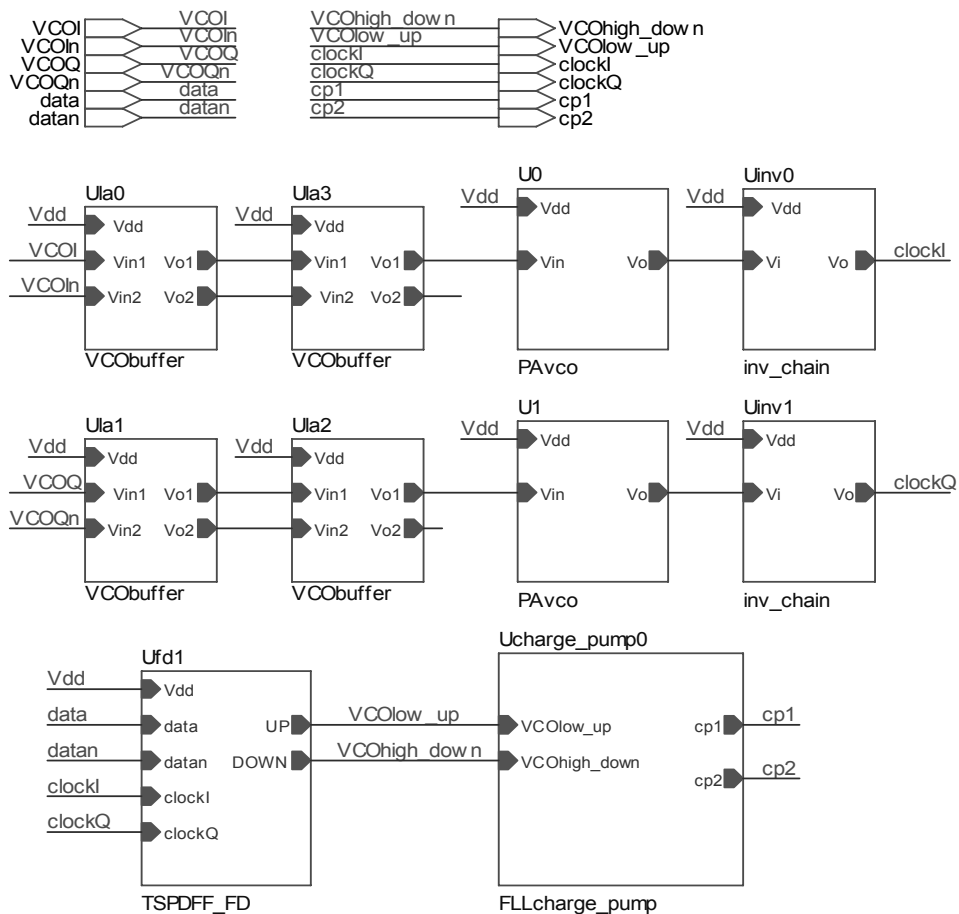 VCOI VCOI VCOhigh_down VCOhigh_down
VCOIn VCOIn VCOlow_up VCOlow_up
VCOQ VCOQ clockI clockI
VCOQn VCOQn clockQ clockQ
data data cp1 cp1
datan datan cp2 cp2
Ula0 Ula3 U0 Uinv0
Vdd Vdd Vdd Vdd
Vdd Vdd Vdd Vdd
VCOI Vin1 Vo1 Vin1 Vo1 Vin Vo Vi Vo clockI
VCOIn Vin2 Vo2 Vin2 Vo2
VCObuffer VCObuffer PAvco inv_chain
Ula1 Ula2 U1 Uinv1
Vdd Vdd Vdd Vdd
Vdd Vdd Vdd Vdd
VCOQ Vin1 Vo1 Vin1 Vo1 Vin Vo Vi Vo clockQ
VCOQn Vin2 Vo2 Vin2 Vo2
VCObuffer VCObuffer PAvco inv_chain
Ufd1 Ucharge_pump0
Vdd Vdd
data data UP VCOlow_up VCOlow_up cp1 cp1
datan datan DOWN VCOhigh_down VCOhigh_down cp2 cp2
clockI clockI
clockQ clockQ
TSPDFF_FD FLLcharge_pump